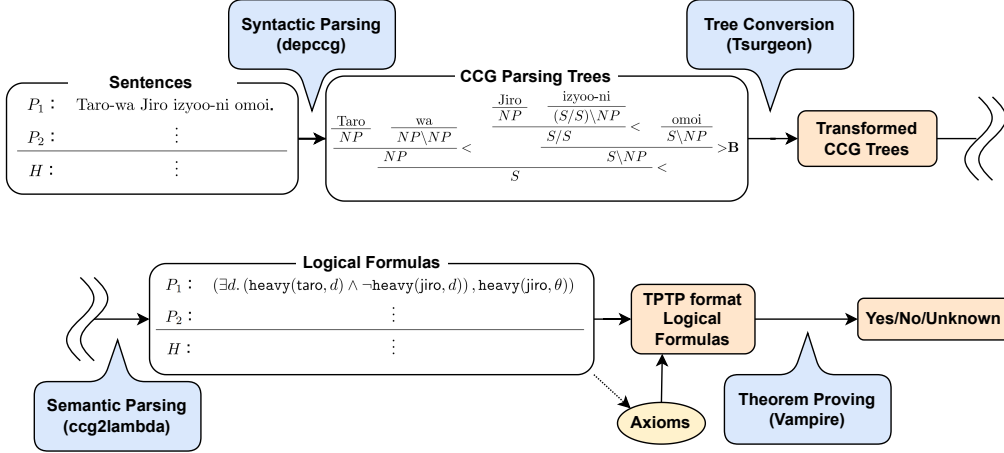 Syntactic Parsing
(depccg)
Tree Conversion
(Tsurgeon)
Sentences
P₁ : Taro-wa Jiro izyoo-ni omoi.
P₂ : ⋮
H : ⋮
CCG Parsing Trees
Jiro izyoo-ni
Taro wa NP (S/S)\NP omoi
NP NP\NP < S/S < S\NP
NP < S\NP >B
S <
Transformed
CCG Trees
Logical Formulas
P₁ : (∃d. (heavy(taro, d) ∧ ¬heavy(jiro, d)) , heavy(jiro, θ))
P₂ : ⋮
H : ⋮
TPTP format
Logical
Formulas
Yes/No/Unknown
Semantic Parsing
(ccg2lambda)
Axioms
Theorem Proving
(Vampire)